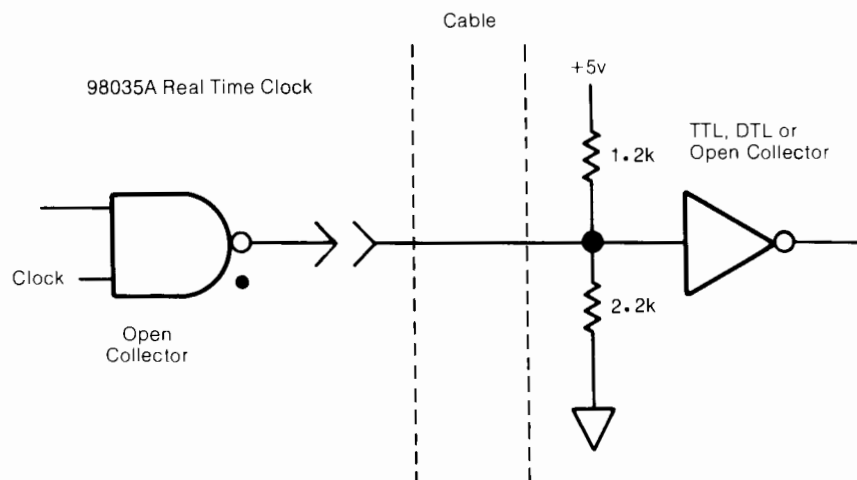 Cable
98035A Real Time Clock
+5v
1.2k
TTL, DTL or
Open Collector
Clock
2.2k
Open
Collector